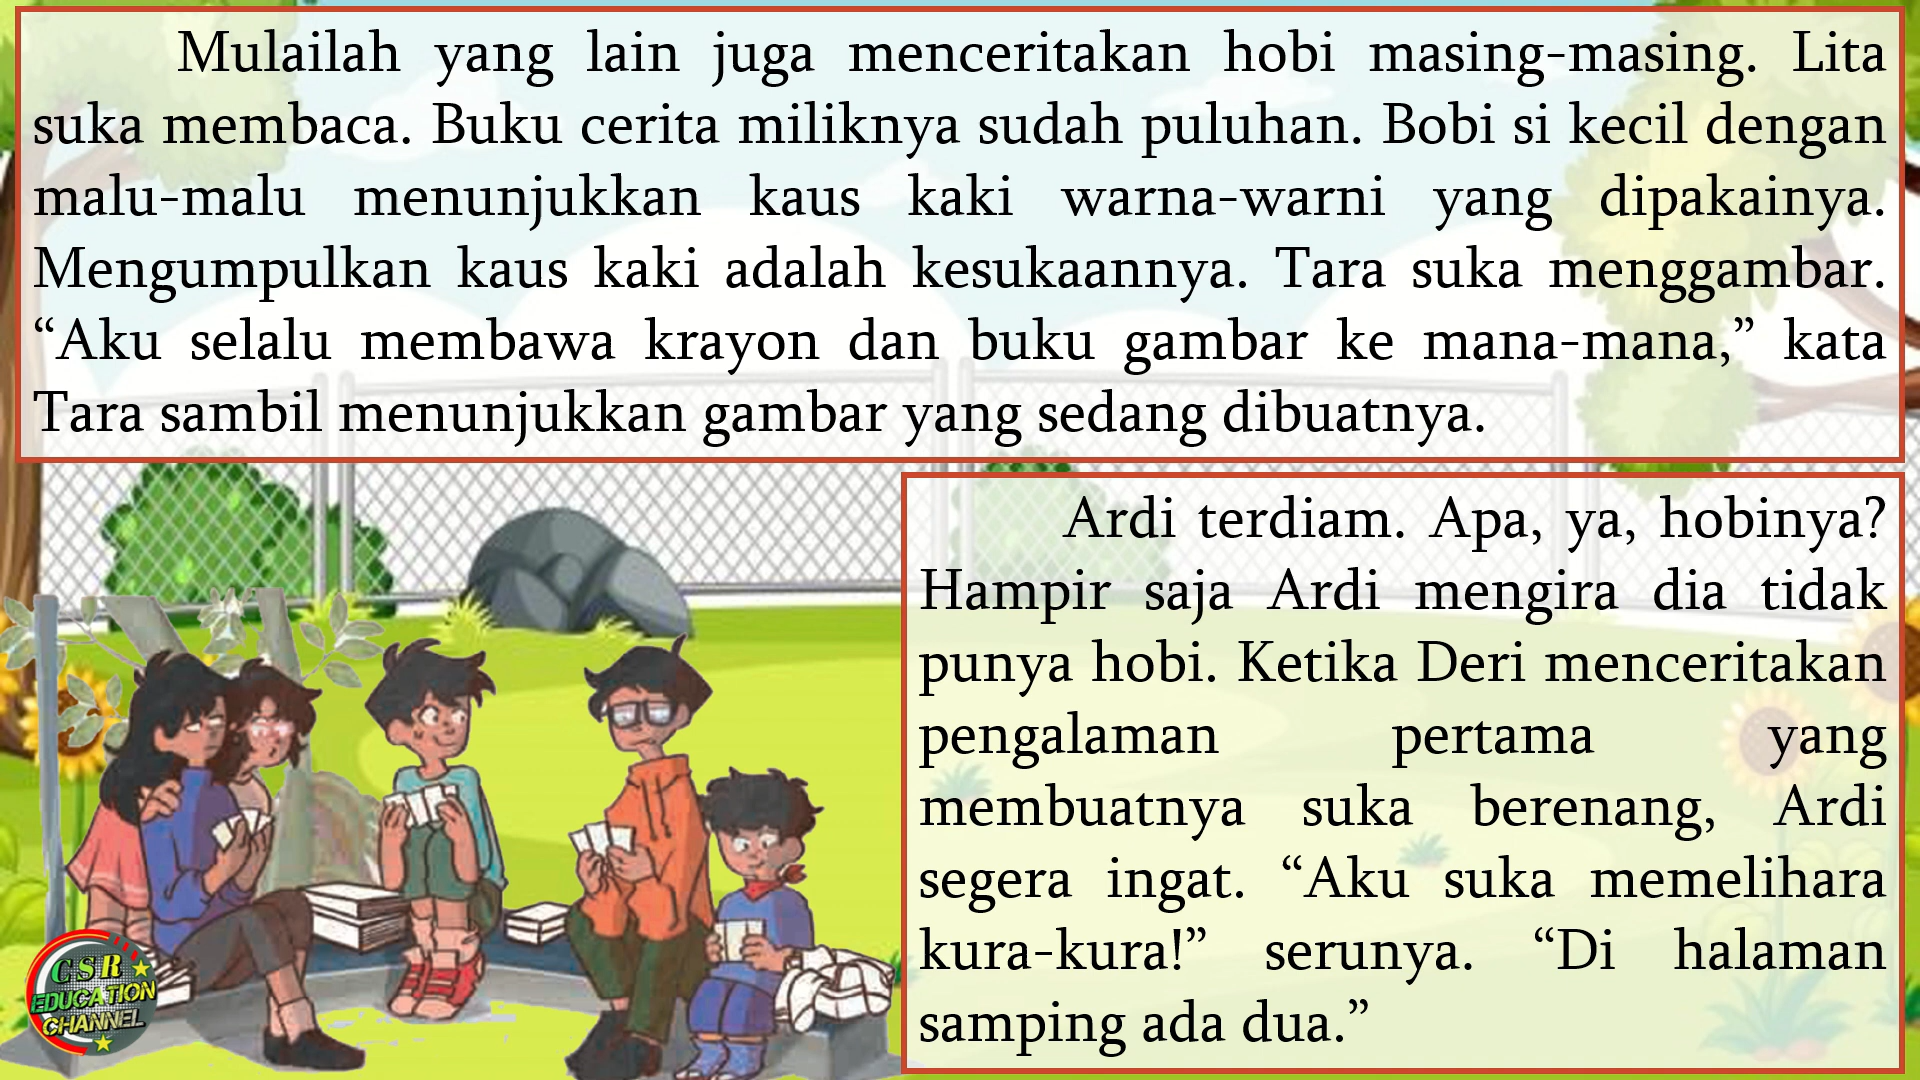 Mulailah yang lain juga menceritakan hobi masing-masing. Lita
suka membaca. Buku cerita miliknya sudah puluhan. Bobi si kecil dengan
malu-malu menunjukkan kaus kaki warna-warni yang dipakainya.
Mengumpulkan kaus kaki adalah kesukaannya. Tara suka menggambar.
“Aku selalu membawa krayon dan buku gambar ke mana-mana,” kata
Tara sambil menunjukkan gambar yang sedang dibuatnya.
Ardi terdiam. Apa, ya, hobinya?
Hampir saja Ardi mengira dia tidak
punya hobi. Ketika Deri menceritakan
pengalaman pertama yang
membuatnya suka berenang, Ardi
segera ingat. “Aku suka memelihara
kura-kura!” serunya. “Di halaman
samping ada dua.”
CSR
EDUCATION
CHANNEL